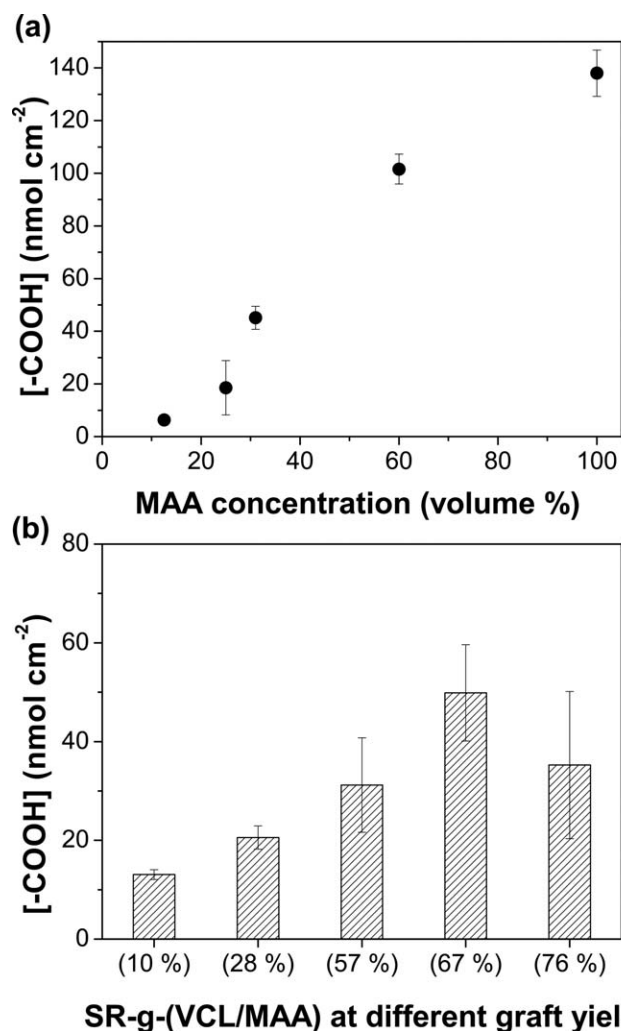 (a)
140
120
100
80
60
40
20
0
0 20 40 60 80 100
[-COOH] (nmol cm⁻²)
MAA concentration (volume %)
(b)
80
60
40
20
0
(10 %) (28 %) (57 %) (67 %) (76 %)
[-COOH] (nmol cm⁻²)
SR-g-(VCL/MAA) at different graft yiel